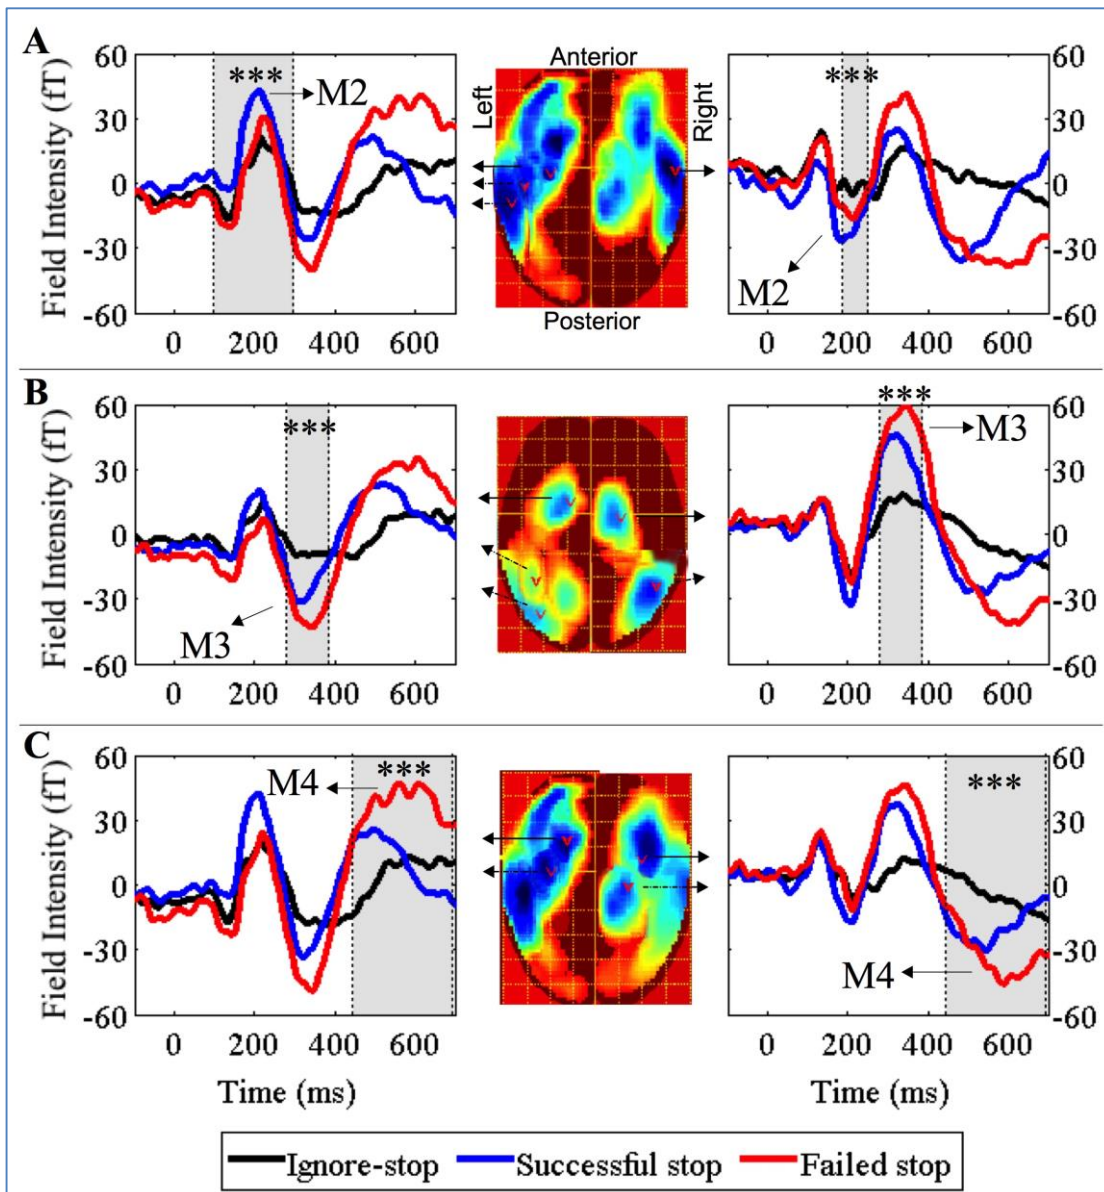 A
Field Intensity (fT)
60
30
0
-30
-60
***
M2
0 200 400 600
Anterior
Left
Right
Posterior
***
M2
60
30
0
-30
-60
0 200 400 600
B
Field Intensity (fT)
60
30
0
-30
-60
***
M3
0 200 400 600
***
M3
60
30
0
-30
-60
0 200 400 600
C
Field Intensity (fT)
60
30
0
-30
-60
M4
***
0 200 400 600
Time (ms)
***
M4
60
30
0
-30
-60
0 200 400 600
Time (ms)
Ignore-stop Successful stop Failed stop